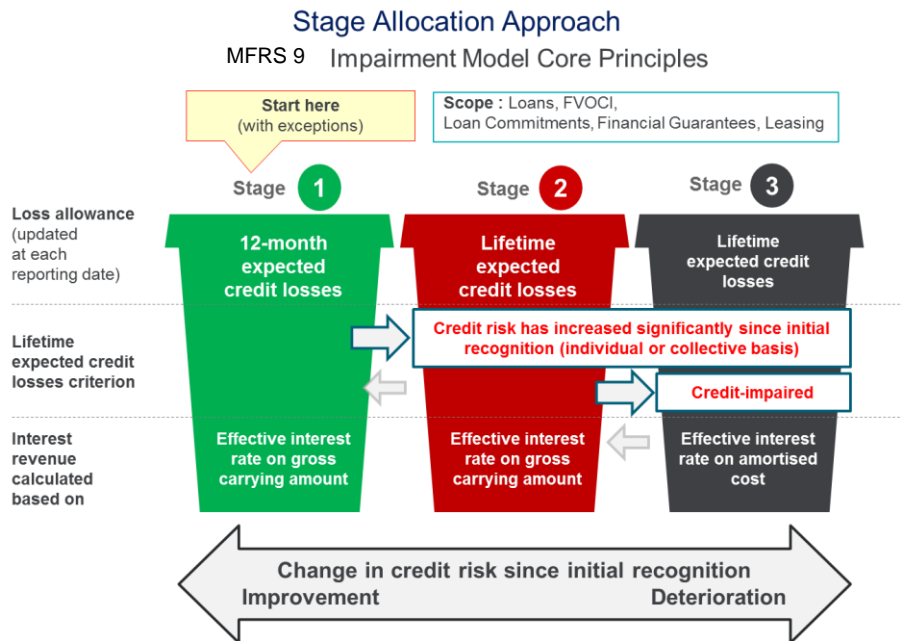 Stage Allocation Approach
MFRS 9 Impairment Model Core Principles
Start here
(with exceptions)
Scope : Loans, FVOCI,
Loan Commitments, Financial Guarantees, Leasing
Stage 1
Stage 2
Stage 3
Loss allowance
(updated
at each
reporting date)
12-month
expected
credit losses
Lifetime
expected
credit losses
Lifetime
expected credit
losses
Lifetime
expected credit
losses criterion
Credit risk has increased significantly since initial
recognition (individual or collective basis)
Credit-impaired
Interest
revenue
calculated
based on
Effective interest
rate on gross
carrying amount
Effective interest
rate on gross
carrying amount
Effective interest
rate on amortised
cost
Change in credit risk since initial recognition
Improvement Deterioration